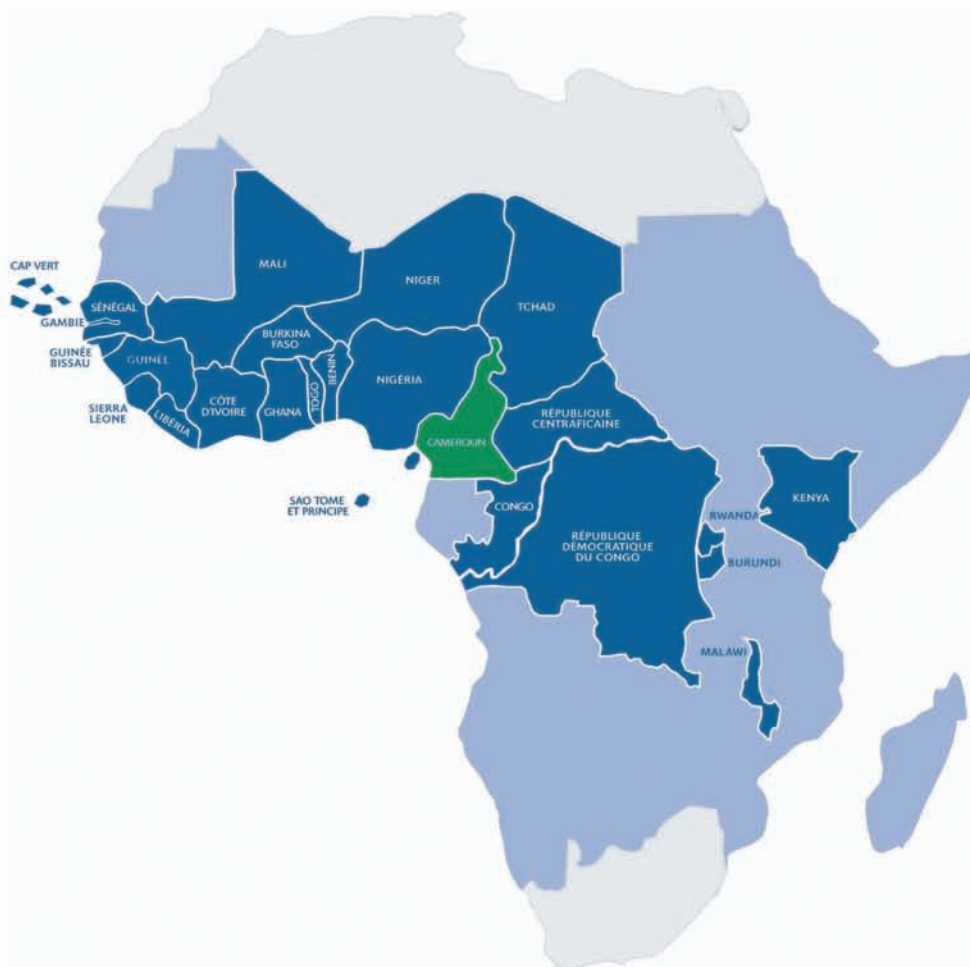 MALI
NIGER
CAP VERT
SÉNÉGAL
TCHAD
GAMBIE
BURKINA
FASO
GUINÉE
BISSAU
GUINÉE
BENIN
NIGÉRIA
TOGO
CÔTE
D'IVOIRE
GHANA
SIERRA
LEONE
LIBÉRIA
RÉPUBLIQUE
CENTRAFICAINE
CAMEROUN
SAO TOME
ET PRINCIPE
CONGO
KENYA
RWANDA
RÉPUBLIQUE
DÉMOCRATIQUE
DU CONGO
BURUNDI
MALAWI